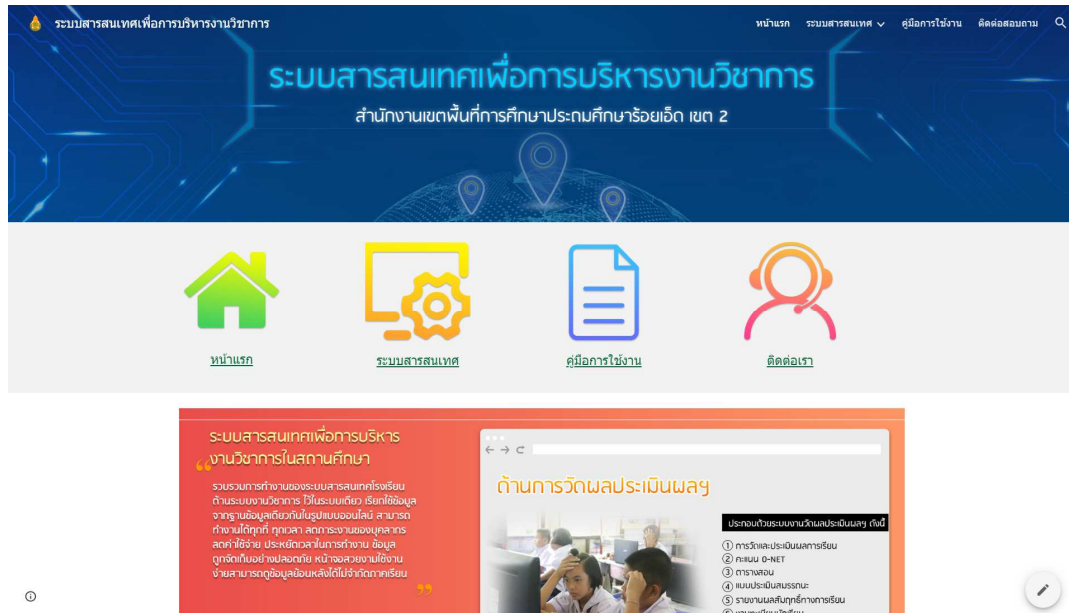 ระบบสารสนเทศเพื่อการบริหารงานวิชาการ
หน้าแรก ระบบสารสนเทศ คู่มือการใช้งาน ติดต่อสอบถาม
ระบบสารสนเทศเพื่อการบริหารงานวิชาการ
สำนักงานเขตพื้นที่การศึกษาประถมศึกษาร้อยเอ็ด เขต 2
หน้าแรก
ระบบสารสนเทศ
คู่มือการใช้งาน
ติดต่อเรา
ระบบสารสนเทศเพื่อการบริหาร
“งานวิชาการในสถานศึกษา
รวบรวมการทำงานของระบบสารสนเทศโรงเรียน
ด้านระบบงานวิชาการ ไว้ในระบบเดียว เรียกใช้ข้อมูล
จากฐานข้อมูลเดียวกันในรูปแบบออนไลน์ สามารถ
ทำงานได้ทุกที่ ทุกเวลา ลดภาระงานของบุคลากร
ลดค่าใช้จ่าย ประหยัดเวลาในการทำงาน ข้อมูล
ถูกจัดเก็บอย่างปลอดภัย หน้าจอสวยงามใช้งาน
ง่ายสามารถดูข้อมูลย้อนหลังได้ไม่จำกัดภาคเรียน
”
ด้านการวัดผลประเมินผลฯ
ประกอบด้วยระบบงานวัดผลประเมินผลฯ ดังนี้
1 การวัดและประเมินผลการเรียน
2 คะแนน O-NET
3 ตารางสอน
4 แบบประเมินสมรรถนะ
5 รายงานผลสัมฤทธิ์ทางการเรียน